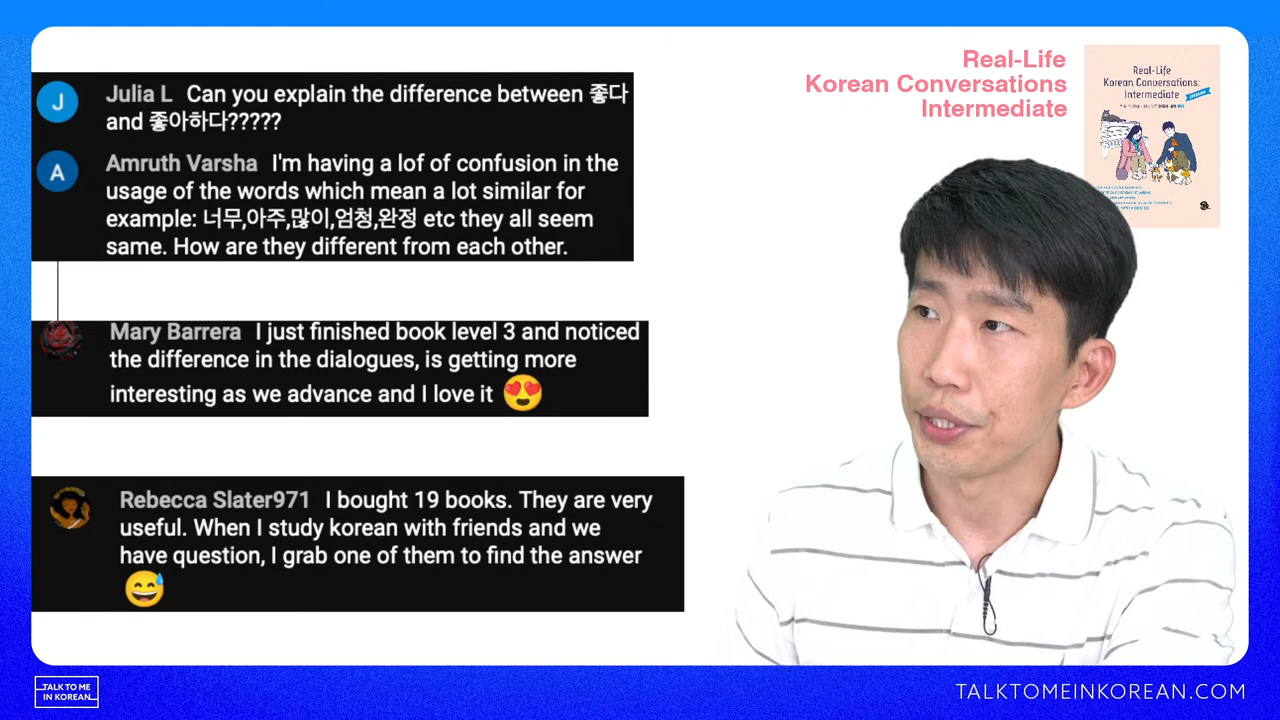 J
Julia L Can you explain the difference between 좋다
and 좋아하다?????
A
Amruth Varsha I'm having a lof of confusion in the
usage of the words which mean a lot similar for
example: 너무,아주,많이,엄청,완정 etc they all seem
same. How are they different from each other.
Mary Barrera I just finished book level 3 and noticed
the difference in the dialogues, is getting more
interesting as we advance and I love it 😍
Rebecca Slater971 I bought 19 books. They are very
useful. When I study korean with friends and we
have question, I grab one of them to find the answer
😅
Real-Life
Korean Conversations
Intermediate
Real-Life
Korean Conversations:
Intermediate
TALK TO ME
IN KOREAN
TALKTOMEINKOREAN.COM